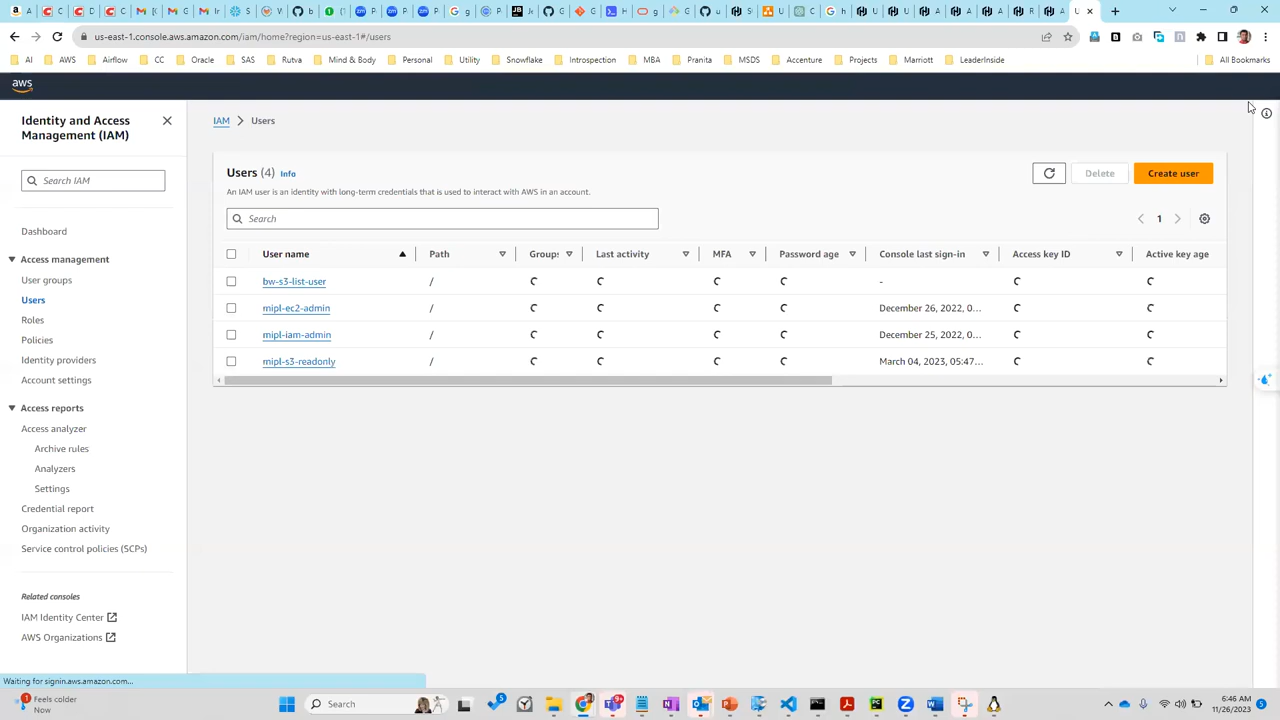 us-east-1.console.aws.amazon.com/iam/home?region=us-east-1#/users
AI AWS Airflow CC Oracle SAS Rutva Mind & Body Personal Utility Snowflake Introspection MBA Pranita MSDS Accenture Projects Marriott LeaderInside All Bookmarks
aws
Identity and Access
Management (IAM)
Search IAM
Dashboard
Access management
User groups
Users
Roles
Policies
Identity providers
Account settings
Access reports
Access analyzer
Archive rules
Analyzers
Settings
Credential report
Organization activity
Service control policies (SCPs)
Related consoles
IAM Identity Center
AWS Organizations
IAM > Users
Users (4) Info
An IAM user is an identity with long-term credentials that is used to interact with AWS in an account.
Delete
Create user
Search
1
User name Path Groups Last activity MFA Password age Console last sign-in Access key ID Active key age
bw-s3-list-user / -
mipl-ec2-admin / December 26, 2022, 0...
mipl-iam-admin / December 25, 2022, 0...
mipl-s3-readonly / March 04, 2023, 05:47...
Waiting for signin.aws.amazon.com...
Feels colder
Now
Search
6:46 AM
11/26/2023